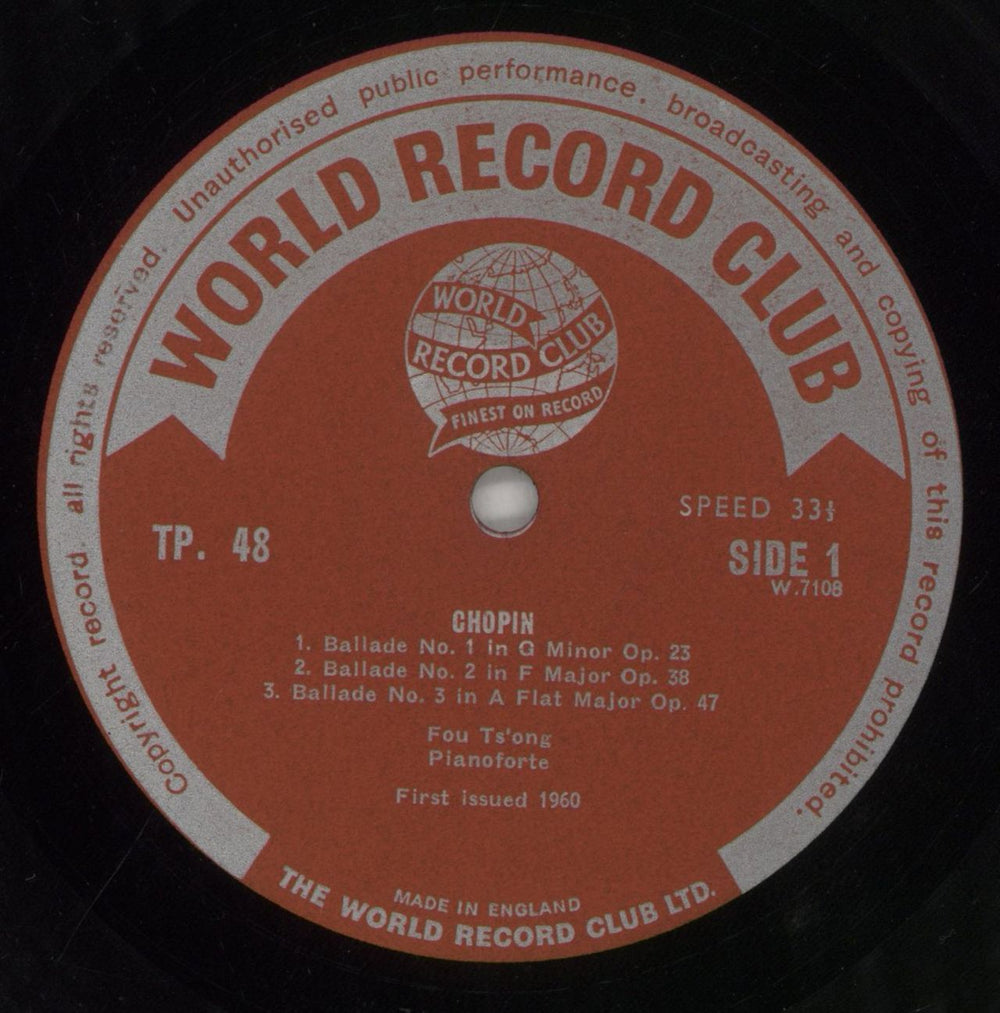 Copyright record. all rights reserved. Unauthorised public performance. broadcasting and copying of this record prohibited.
WORLD RECORD CLUB
WORLD
RECORD CLUB
FINEST ON RECORD
SPEED 33⅓
TP. 48
SIDE 1
W.7108
CHOPIN
1. Ballade No. 1 in G Minor Op. 23
2. Ballade No. 2 in F Major Op. 38
3. Ballade No. 3 in A Flat Major Op. 47
Fou Ts'ong
Pianoforte
First issued 1960
MADE IN ENGLAND
THE WORLD RECORD CLUB LTD.